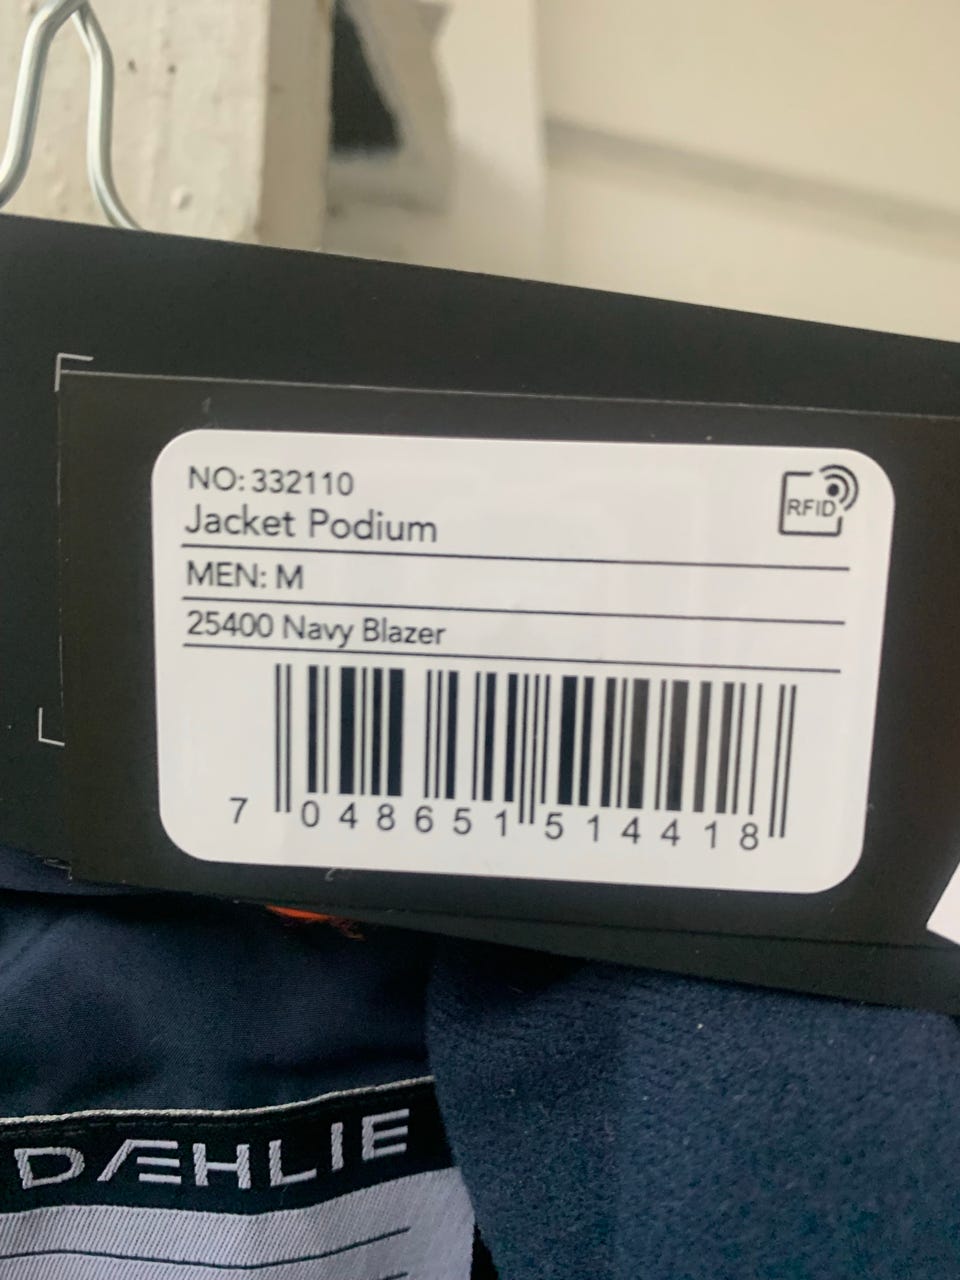 NO: 332110
Jacket Podium
RFID
MEN: M
25400 Navy Blazer
7 048651 514418
DÆHLIE